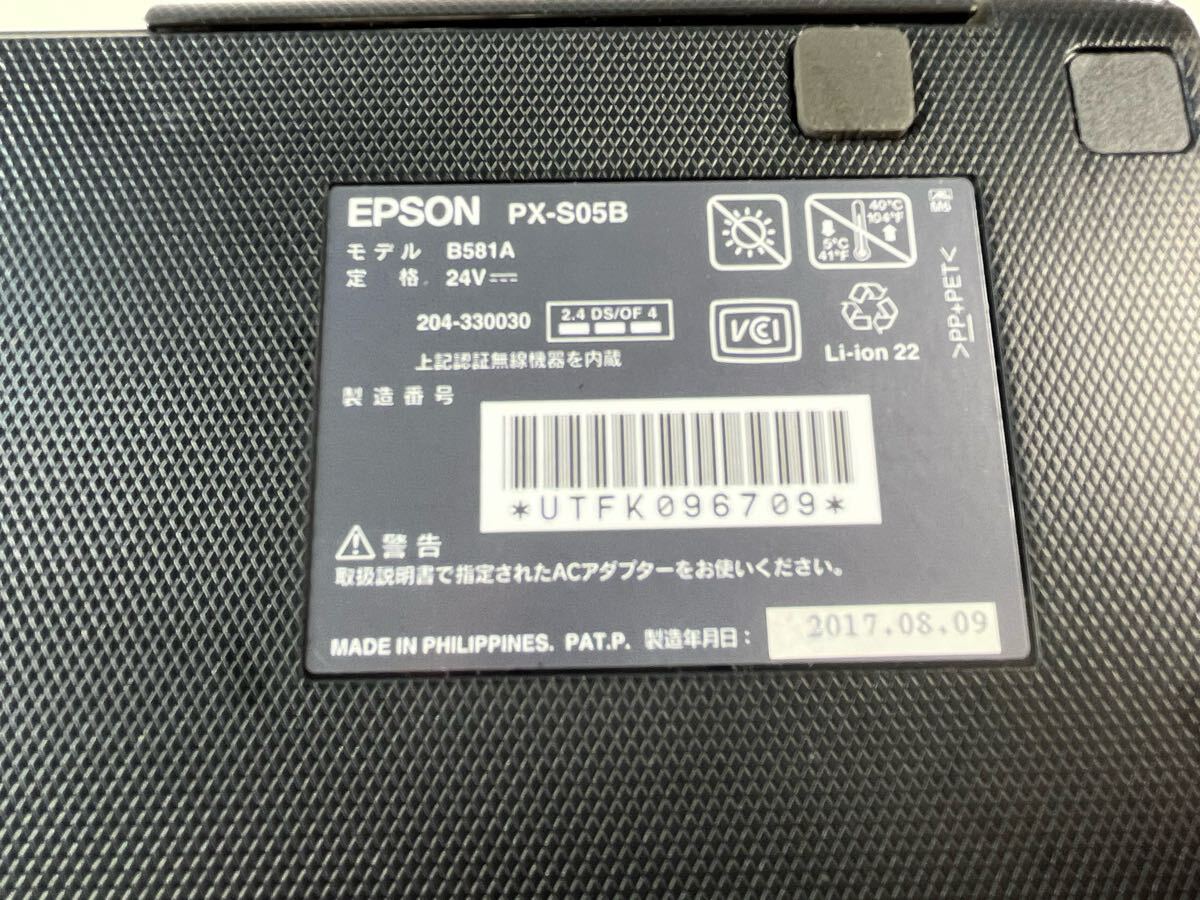 EPSON PX-S05B
モデル B581A
定格 24V
40℃
104°F
5℃
41°F
204-330030
2.4 DS/OF 4
VCI
Li-ion 22
>PP+PET<
上記認証無線機器を内蔵
製造番号
*UTFK096709*
警告
取扱説明書で指定されたACアダプターをお使いください。
MADE IN PHILIPPINES. PAT.P. 製造年月日：
2017.08.09